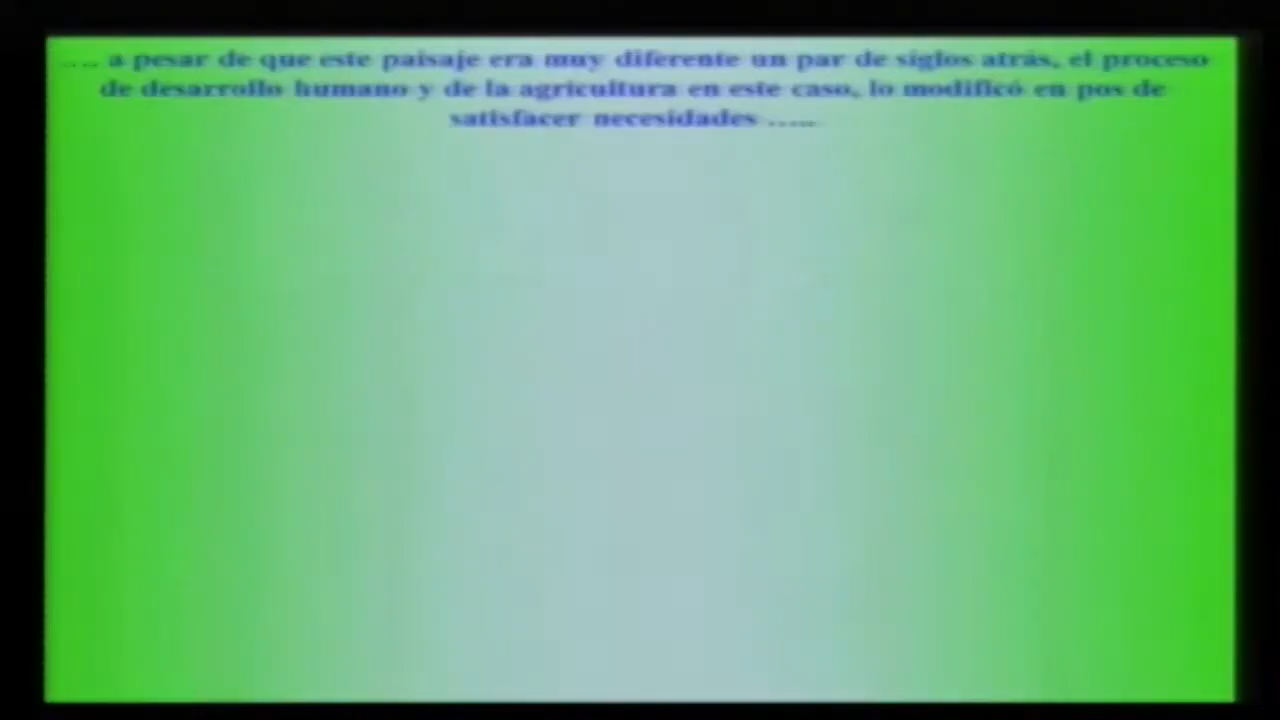 .... a pesar de que este paisaje era muy diferente un par de siglos atrás, el proceso
de desarrollo humano y de la agricultura en este caso, lo modificó en pos de
satisfacer necesidades .....